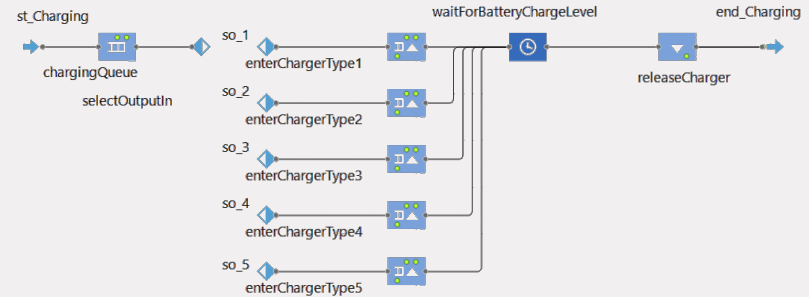 st_Charging
chargingQueue
selectOutputIn
so_1
enterChargerType1
so_2
enterChargerType2
so_3
enterChargerType3
so_4
enterChargerType4
so_5
enterChargerType5
waitForBatteryChargeLevel
releaseCharger
end_Charging